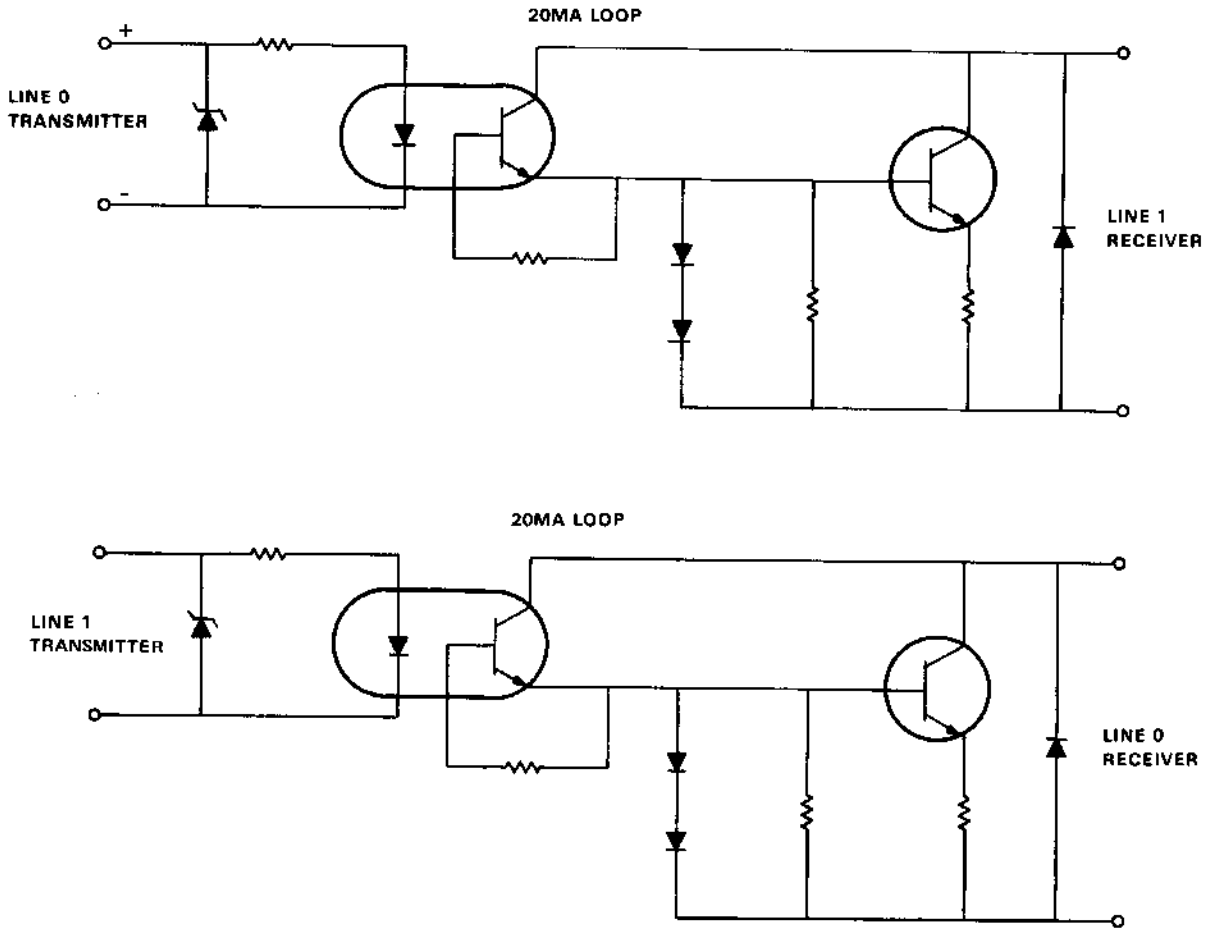 20MA LOOP
+
LINE 0
TRANSMITTER
-
LINE 1
RECEIVER
20MA LOOP
LINE 1
TRANSMITTER
LINE 0
RECEIVER